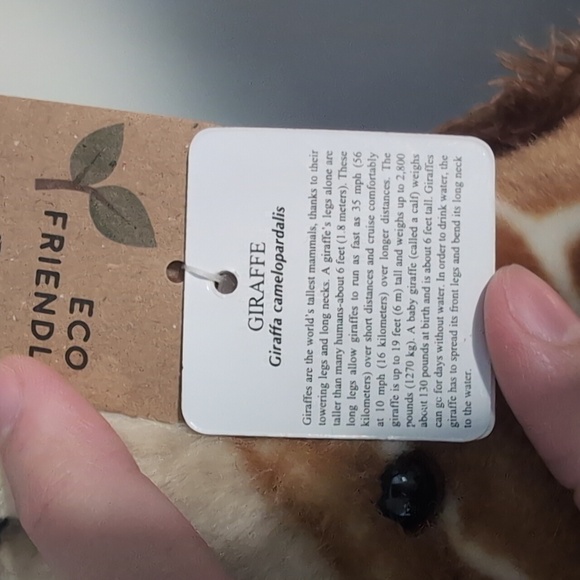 ECO
FRIENDL
GIRAFFE
Giraffa camelopardalis
Giraffes are the world's tallest mammals, thanks to their
towering legs and long necks. A giraffe's legs alone are
taller than many humans-about 6 feet (1.8 meters). These
long legs allow giraffes to run as fast as 35 mph (56
kilometers) over short distances and cruise comfortably
at 10 mph (16 kilometers) over longer distances. The
giraffe is up to 19 feet (6 m) tall and weighs up to 2,800
pounds (1270 kg). A baby giraffe (called a calf) weighs
about 130 pounds at birth and is about 6 feet tall. Giraffes
can go for days without water. In order to drink water, the
giraffe has to spread its front legs and bend its long neck
to the water.